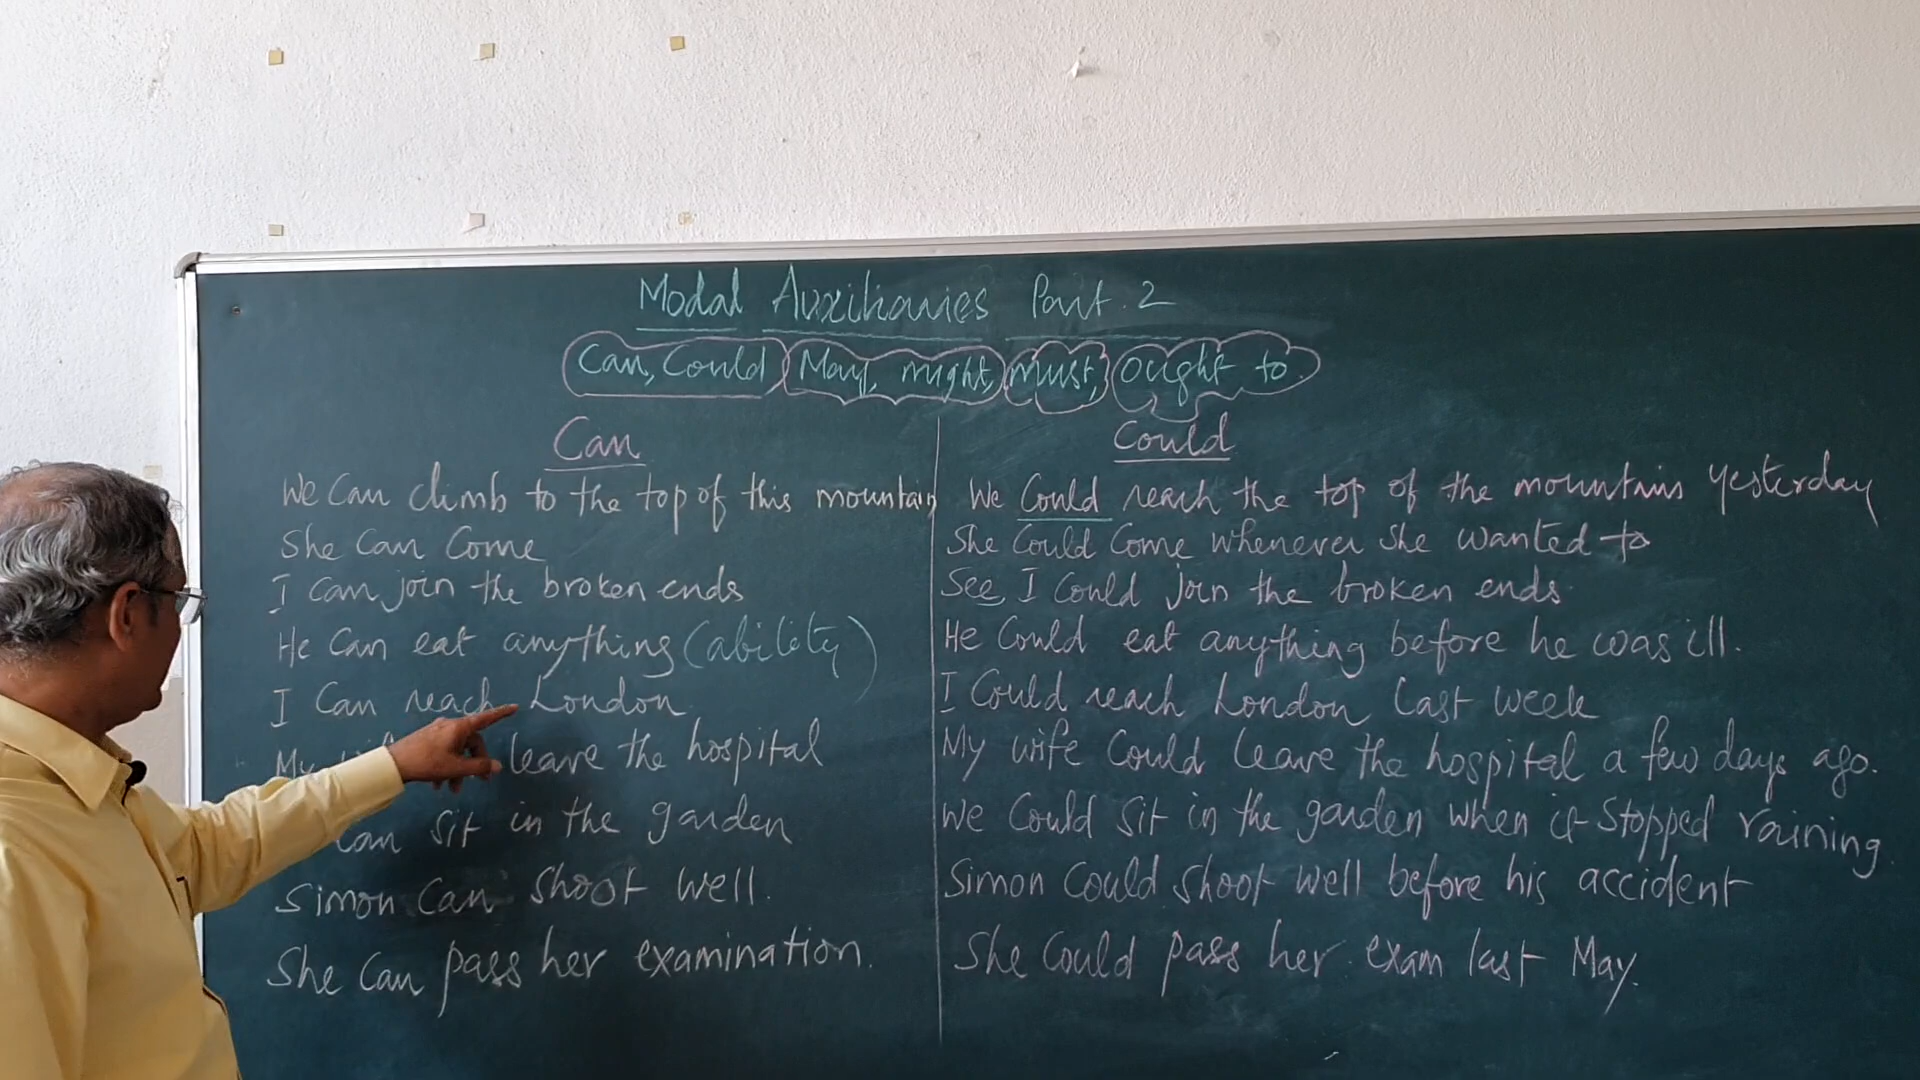 Modal Auxiliaries Part. 2
Can, Could May, might, must, ought to.
Can
We Can climb to the top of this mountain
She Can Come
I Can join the broken ends
He Can eat anything (ability)
I Can reach London.
My leave the hospital
can sit in the garden
Simon Can shoot well.
She Can pass her examination.
Could
We Could reach the top of the mountains yesterday
She Could Come whenever she wanted to
See, I Could join the broken ends.
He Could eat anything before he was ill.
I Could reach London last week
My wife Could leave the hospital a few days ago.
We Could sit in the garden when it stopped raining.
Simon Could shoot well before his accident
She Could pass her exam last May.